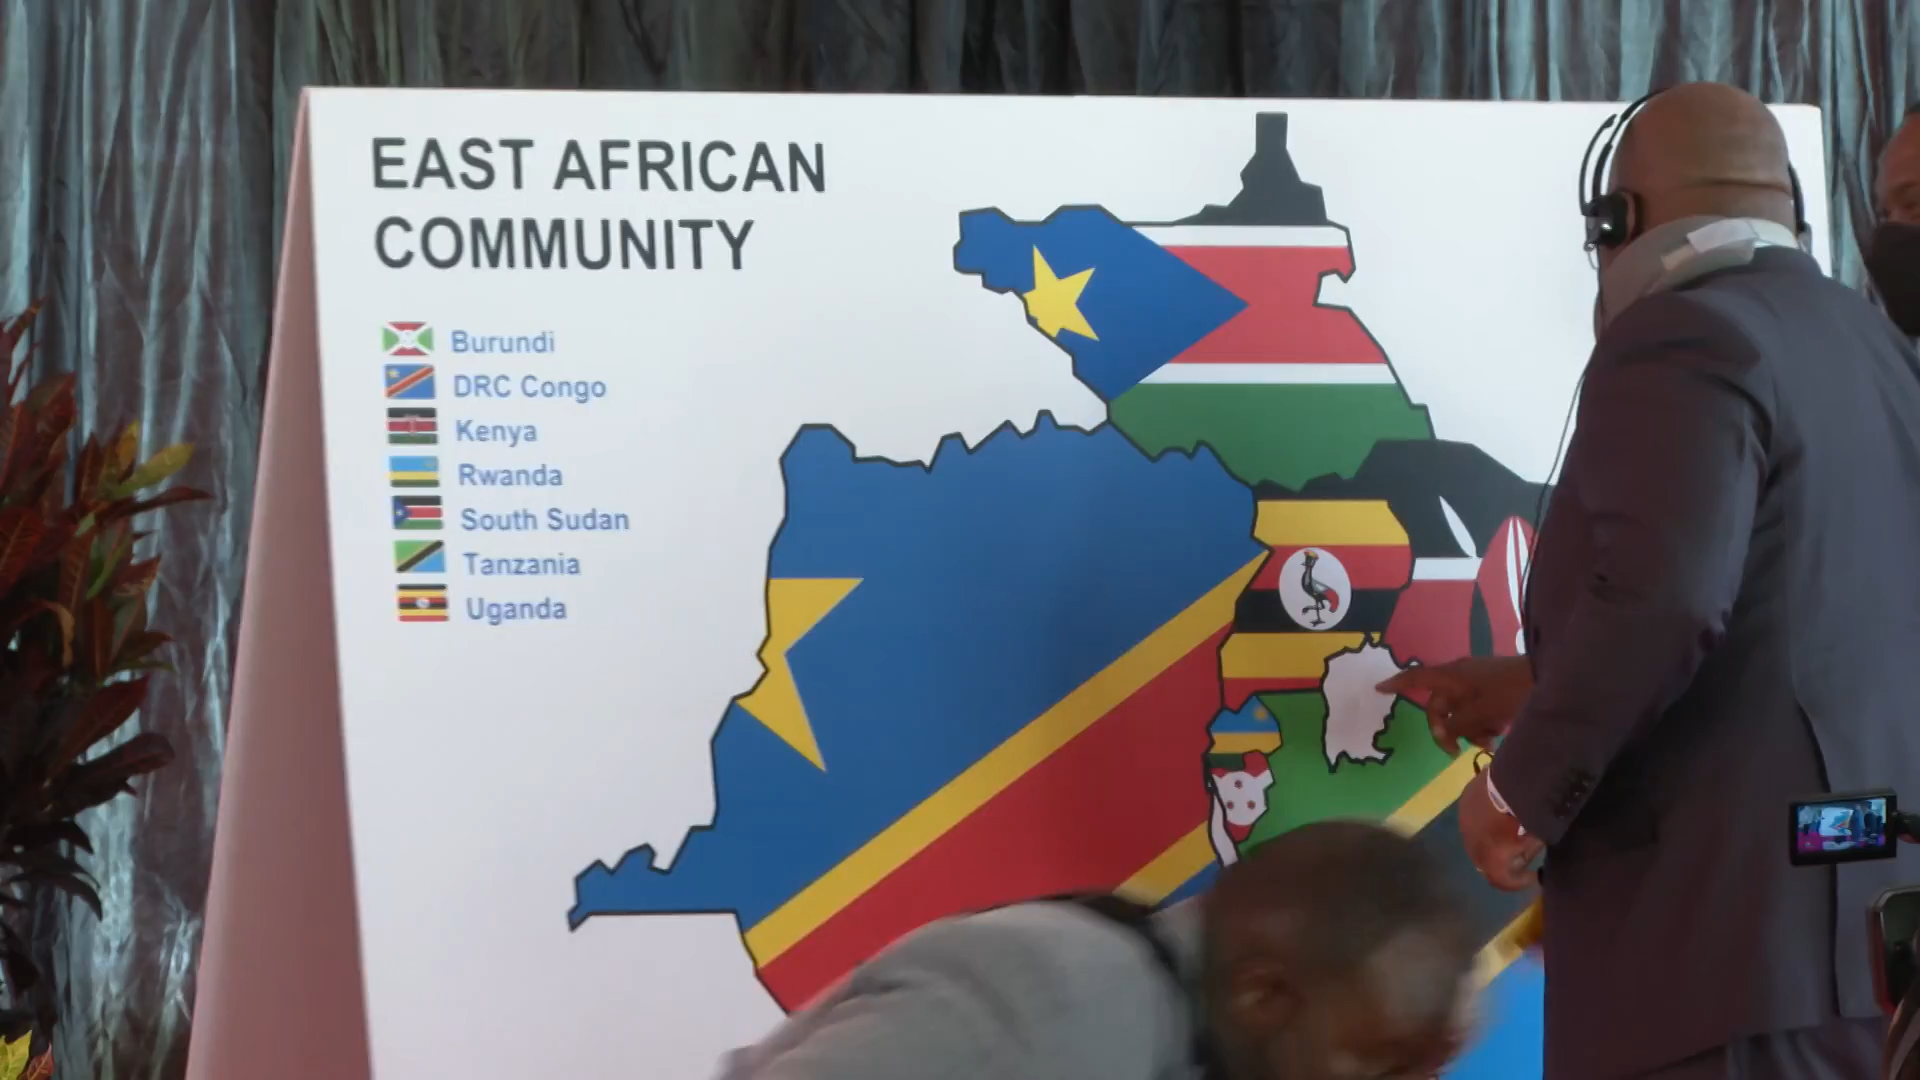 EAST AFRICAN
COMMUNITY
Burundi
DRC Congo
Kenya
Rwanda
South Sudan
Tanzania
Uganda